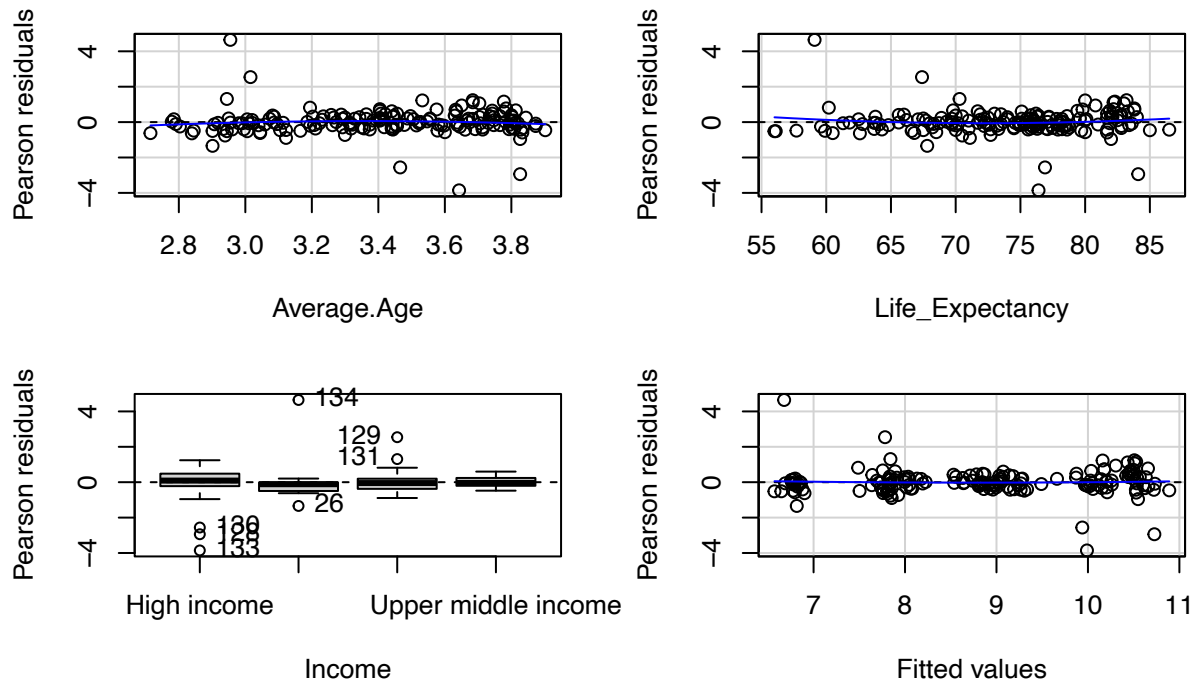 Pearson residuals
4
0
−4
2.8 3.0 3.2 3.4 3.6 3.8
Average.Age
Pearson residuals
4
0
−4
55 60 65 70 75 80 85
Life_Expectancy
Pearson residuals
4
0
−4
134
129
131
26
130
133
High income Upper middle income
Income
Pearson residuals
4
0
−4
7 8 9 10 11
Fitted values